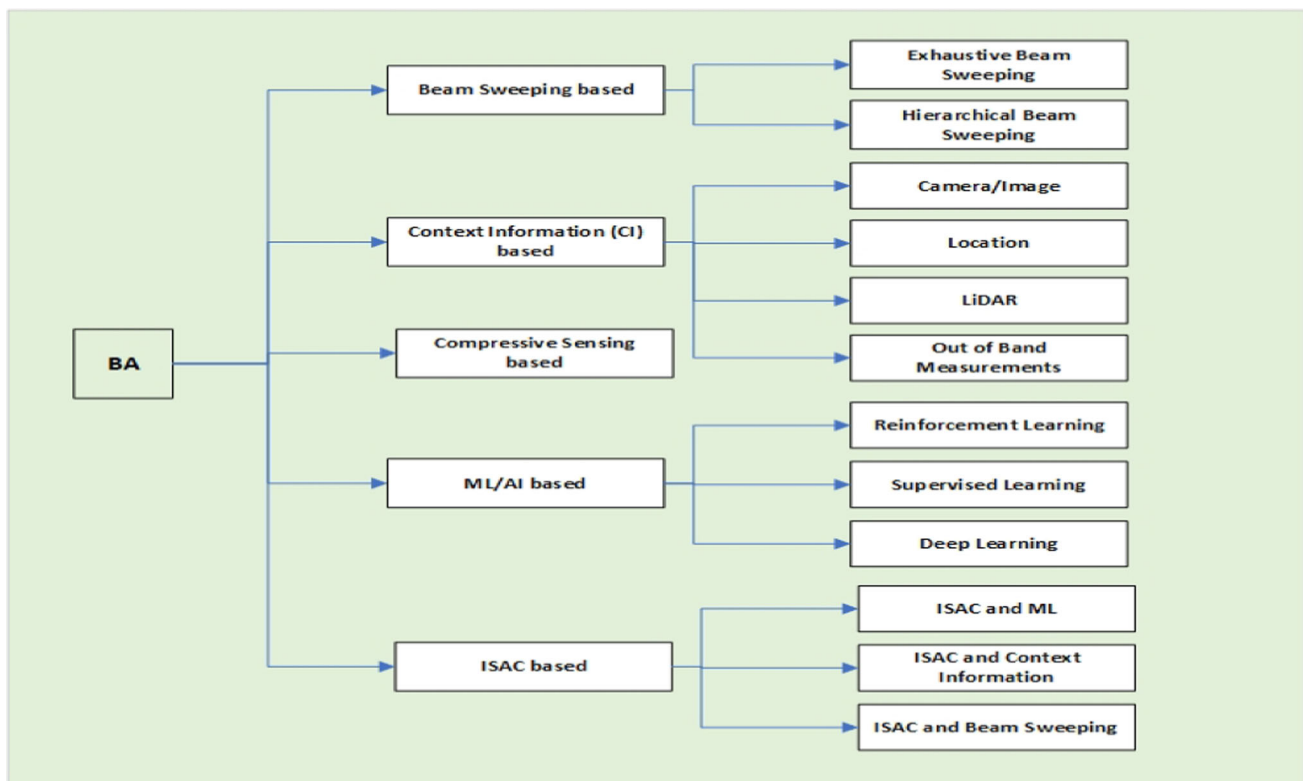 BA
Beam Sweeping based
Exhaustive Beam
Sweeping
Hierarchical Beam
Sweeping
Context Information (CI)
based
Camera/Image
Location
LiDAR
Out of Band
Measurements
Compressive Sensing
based
ML/AI based
Reinforcement Learning
Supervised Learning
Deep Learning
ISAC based
ISAC and ML
ISAC and Context
Information
ISAC and Beam Sweeping